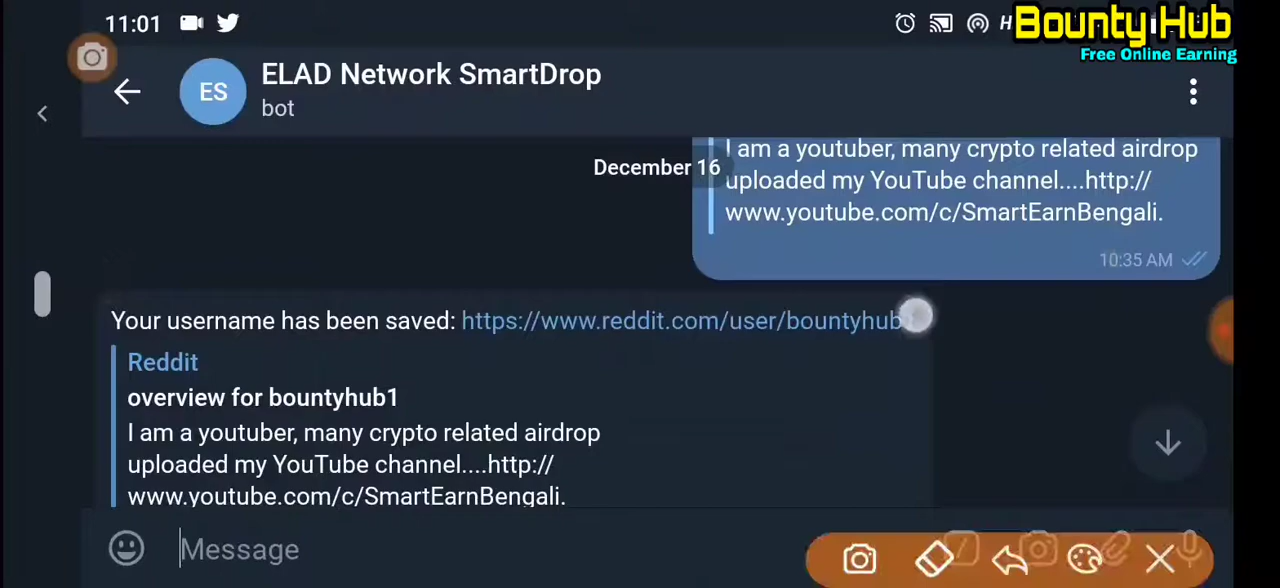 11:01
Bounty Hub
Free Online Earning
ES
ELAD Network SmartDrop
bot
I am a youtuber, many crypto related airdrop
December 16
uploaded my YouTube channel....http://
www.youtube.com/c/SmartEarnBengali.
10:35 AM
Your username has been saved: https://www.reddit.com/user/bountyhub
Reddit
overview for bountyhub1
I am a youtuber, many crypto related airdrop
uploaded my YouTube channel....http://
www.youtube.com/c/SmartEarnBengali.
Message